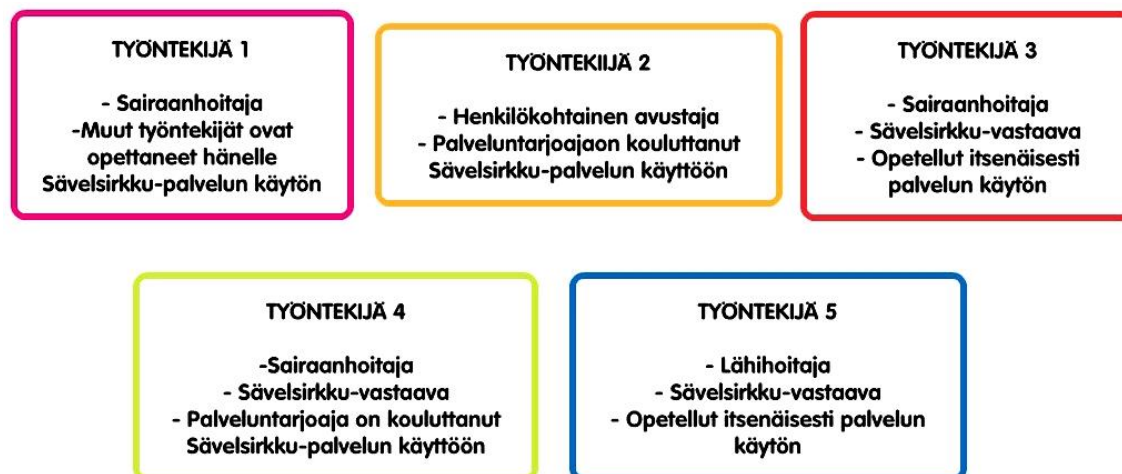 TYÖNTEKIJÄ 1
- Sairaanhoitaja
-Muut työntekijät ovat
opettaneet hänelle
Sävelsirkku-palvelun käytön
TYÖNTEKIIJÄ 2
- Henkilökohtainen avustaja
- Palveluntarjoajaon kouluttanut
Sävelsirkku-palvelun käyttöön
TYÖNTEKIJÄ 3
- Sairaanhoitaja
- Sävelsirkku-vastaava
- Opetellut itsenäisesti
palvelun käytön
TYÖNTEKIJÄ 4
-Sairaanhoitaja
- Sävelsirkku-vastaava
- Palveluntarjoaja on kouluttanut
Sävelsirkku-palvelun käyttöön
TYÖNTEKIJÄ 5
- Lähihoitaja
- Sävelsirkku-vastaava
- Opetellut itsenäisesti palvelun
käytön